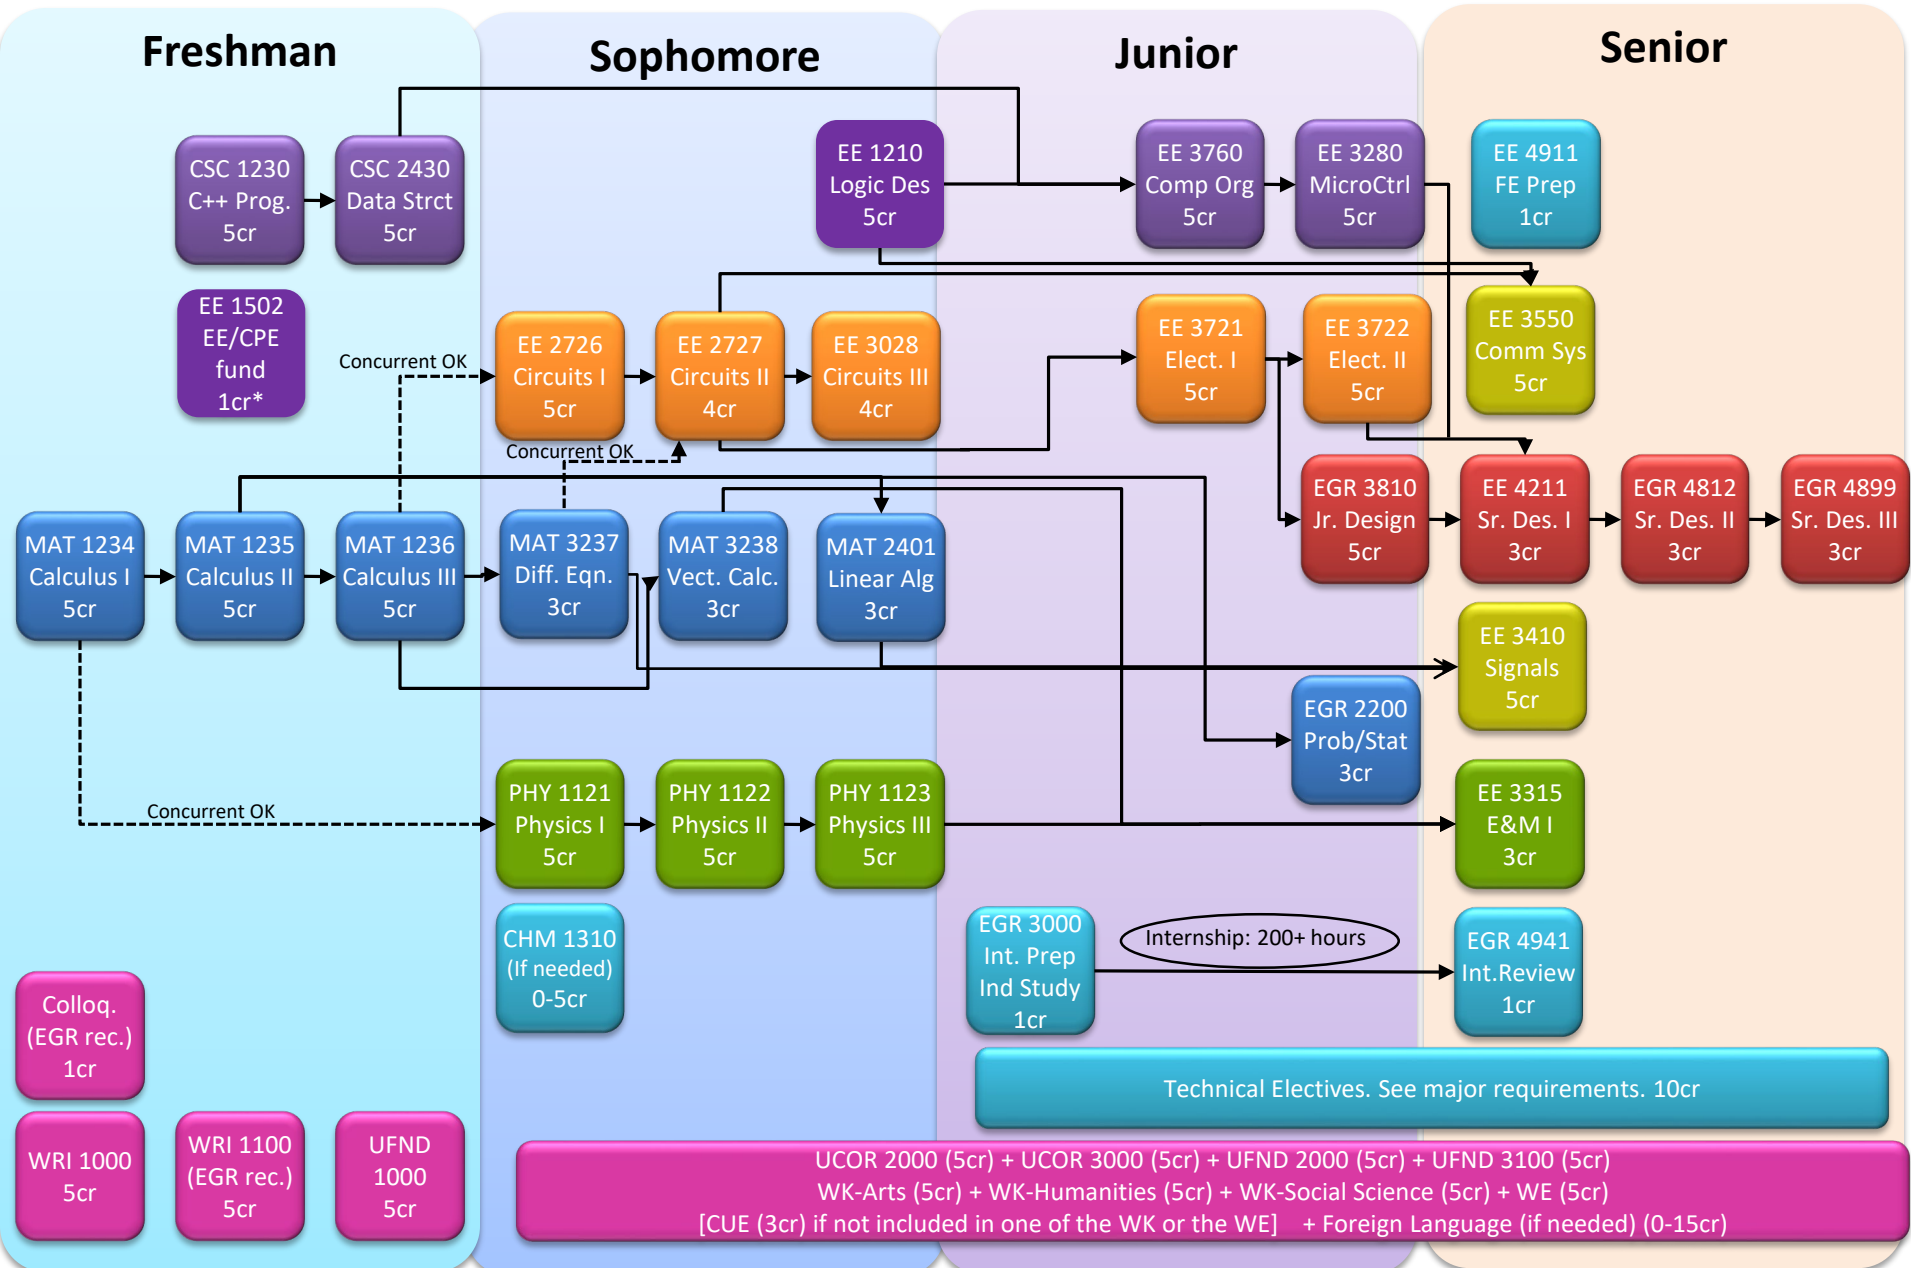 Freshman
Sophomore
Junior
Senior
CSC 1230
C++ Prog.
5cr
CSC 2430
Data Strct
5cr
EE 1210
Logic Des
5cr
EE 3760
Comp Org
5cr
EE 3280
MicroCtrl
5cr
EE 4911
FE Prep
1cr
EE 1502
EE/CPE
fund
1cr*
Concurrent OK
EE 2726
Circuits I
5cr
EE 2727
Circuits II
4cr
EE 3028
Circuits III
4cr
EE 3721
Elect. I
5cr
EE 3722
Elect. II
5cr
EE 3550
Comm Sys
5cr
Concurrent OK
EGR 3810
Jr. Design
5cr
EE 4211
Sr. Des. I
3cr
EGR 4812
Sr. Des. II
3cr
EGR 4899
Sr. Des. III
3cr
MAT 1234
Calculus I
5cr
MAT 1235
Calculus II
5cr
MAT 1236
Calculus III
5cr
MAT 3237
Diff. Eqn.
3cr
MAT 3238
Vect. Calc.
3cr
MAT 2401
Linear Alg
3cr
EE 3410
Signals
5cr
EGR 2200
Prob/Stat
3cr
Concurrent OK
PHY 1121
Physics I
5cr
PHY 1122
Physics II
5cr
PHY 1123
Physics III
5cr
EE 3315
E&M I
3cr
CHM 1310
(If needed)
0-5cr
EGR 3000
Int. Prep
Ind Study
1cr
Internship: 200+ hours
EGR 4941
Int.Review
1cr
Colloq.
(EGR rec.)
1cr
Technical Electives. See major requirements. 10cr
WRI 1000
5cr
WRI 1100
(EGR rec.)
5cr
UFND
1000
5cr
UCOR 2000 (5cr) + UCOR 3000 (5cr) + UFND 2000 (5cr) + UFND 3100 (5cr)
WK-Arts (5cr) + WK-Humanities (5cr) + WK-Social Science (5cr) + WE (5cr)
[CUE (3cr) if not included in one of the WK or the WE] + Foreign Language (if needed) (0-15cr)